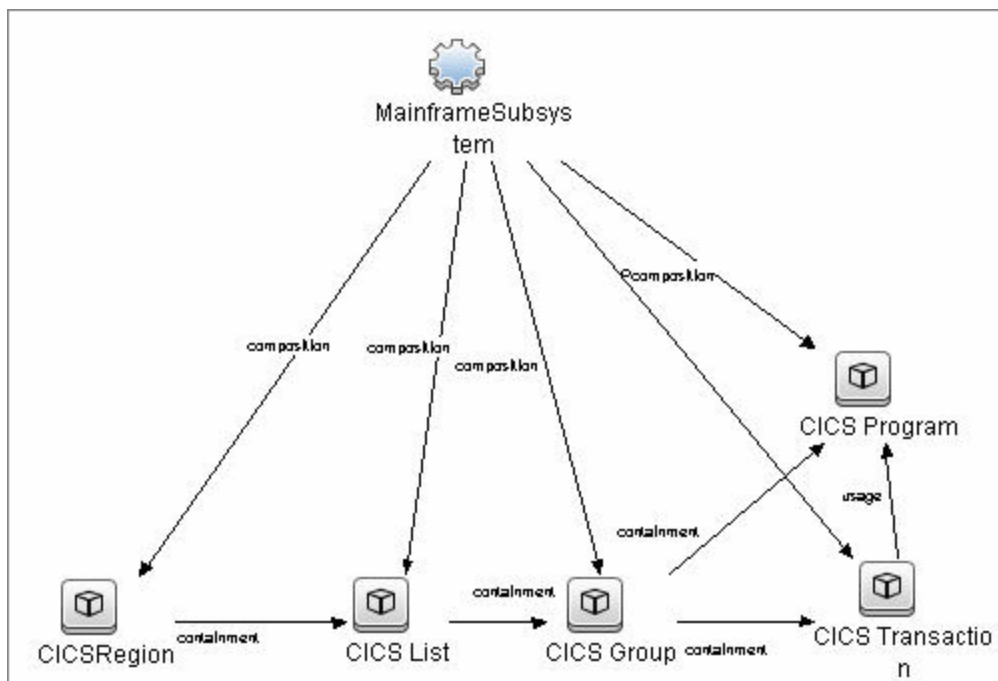 MainframeSubsys
tem
composition
composition
composition
composition
CICS Program
usage
containment
containment
containment
containment
CICSRegion
CICS List
CICS Group
CICS Transactio
n